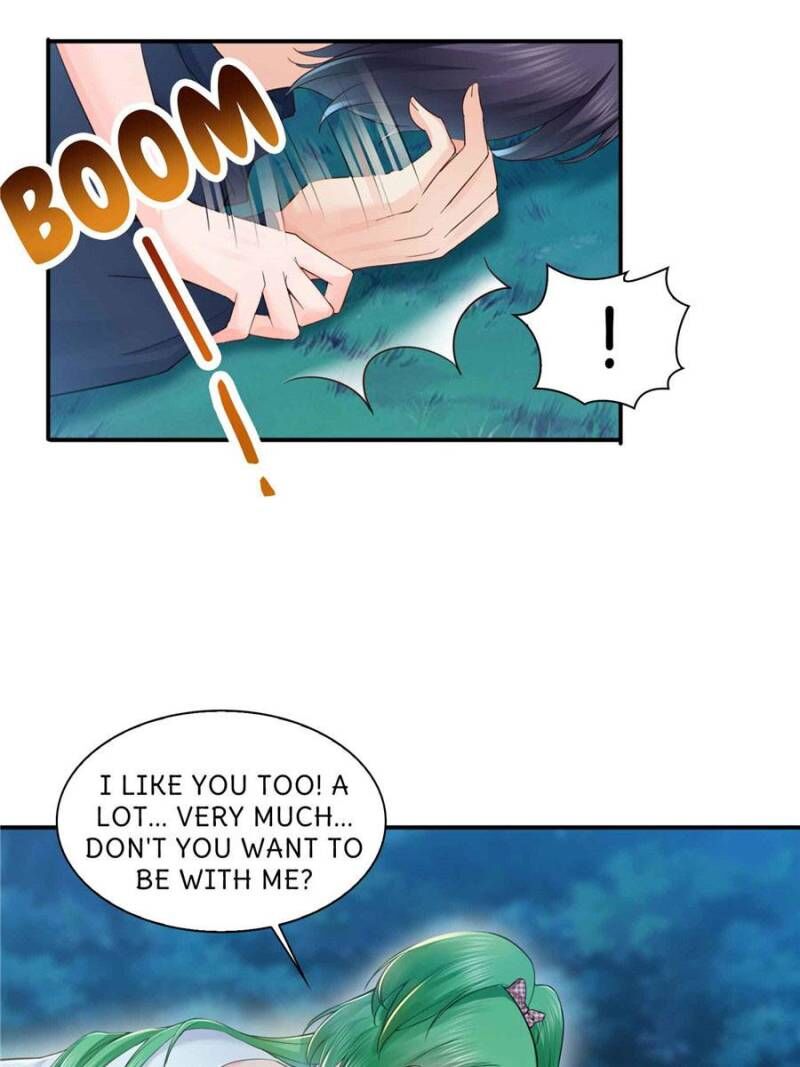 BOOM
!
I LIKE YOU TOO! A
LOT... VERY MUCH...
DON'T YOU WANT TO
BE WITH ME?